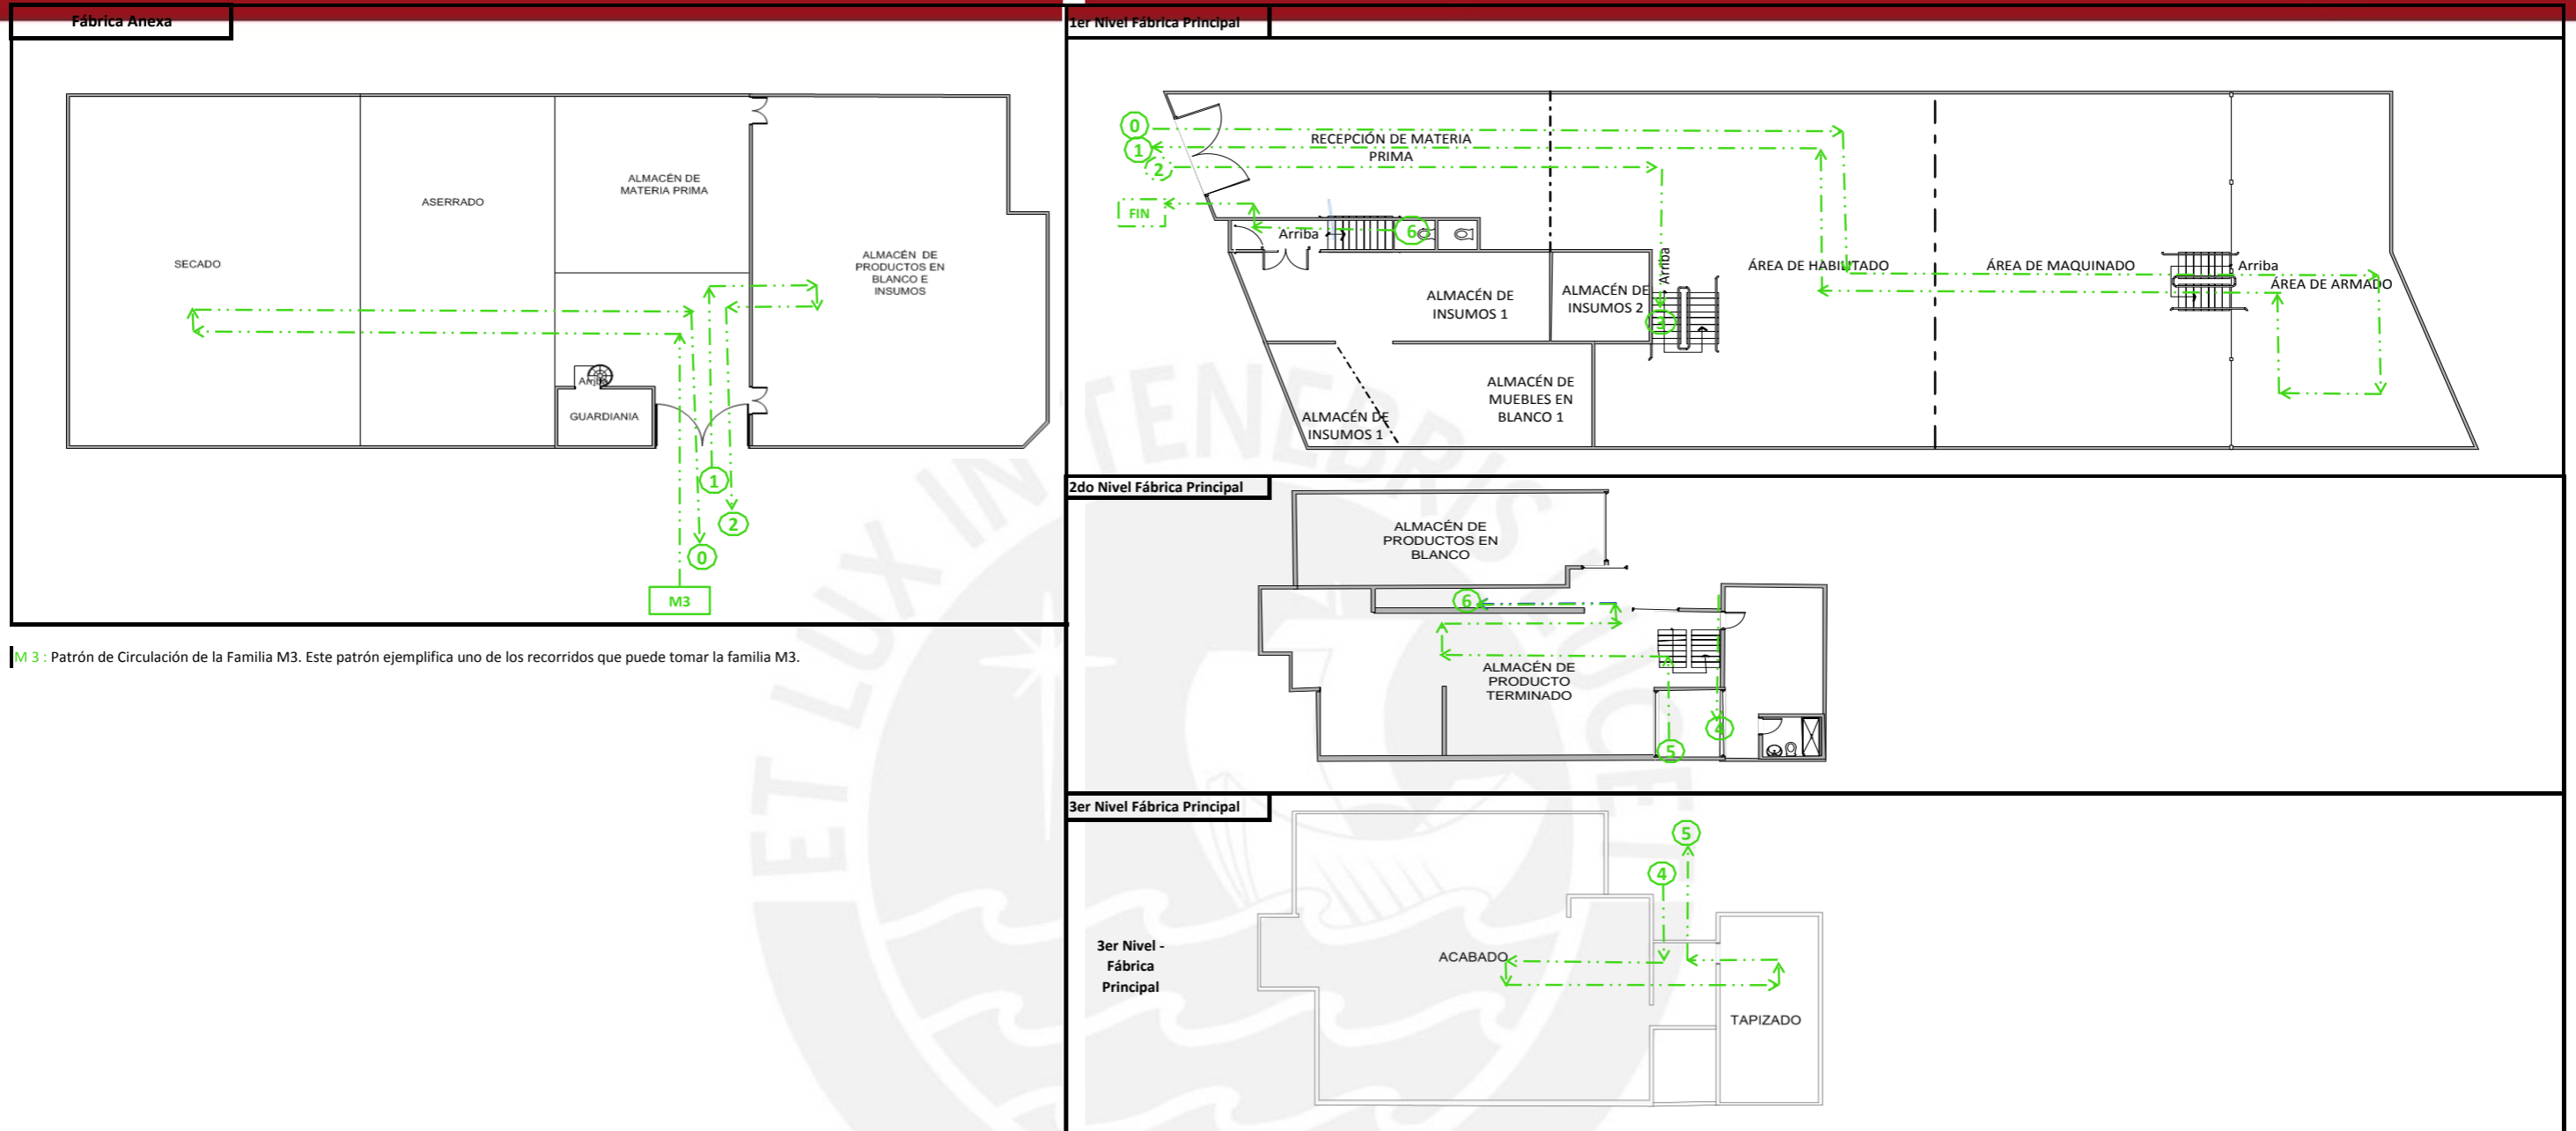 Fábrica Anexa
SECADO
ASERRADO
ALMACÉN DE
MATERIA PRIMA
ALMACÉN DE
PRODUCTOS EN
BLANCO E
INSUMOS
GUARDIANIA
1
2
0
M3
M 3 : Patrón de Circulación de la Familia M3. Este patrón ejemplifica uno de los recorridos que puede tomar la familia M3.
1er Nivel Fábrica Principal
0
1
2
FIN
RECEPCIÓN DE MATERIA
PRIMA
Arriba
6
ALMACÉN DE
INSUMOS 1
ALMACÉN DE
INSUMOS 2
Arriba
3
ÁREA DE HABILITADO
ÁREA DE MAQUINADO
Arriba
ÁREA DE ARMADO
ALMACÉN DE
MUEBLES EN
BLANCO 1
ALMACÉN DE
INSUMOS 1
2do Nivel Fábrica Principal
ALMACÉN DE
PRODUCTOS EN
BLANCO
6
ALMACÉN DE
PRODUCTO
TERMINADO
4
5
3er Nivel Fábrica Principal
5
4
3er Nivel -
Fábrica
Principal
ACABADO
TAPIZADO
ET LUX IN TENEBRIS LUCET